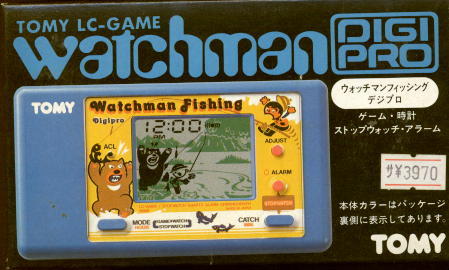 TOMY LC-GAME
watchman
DIGI
PRO
ウォッチマンフィッシング
デジプロ
ゲーム・時計
ストップウォッチ・アラーム
サ¥3970
本体カラーはパッケージ
裏側に表示してあります。
TOMY
TOMY
Watchman Fishing
Digipro
12:00
PM
ACL
ADJUST
ALARM
STOPWATCH
MODE
GAME/WATCH
CATCH